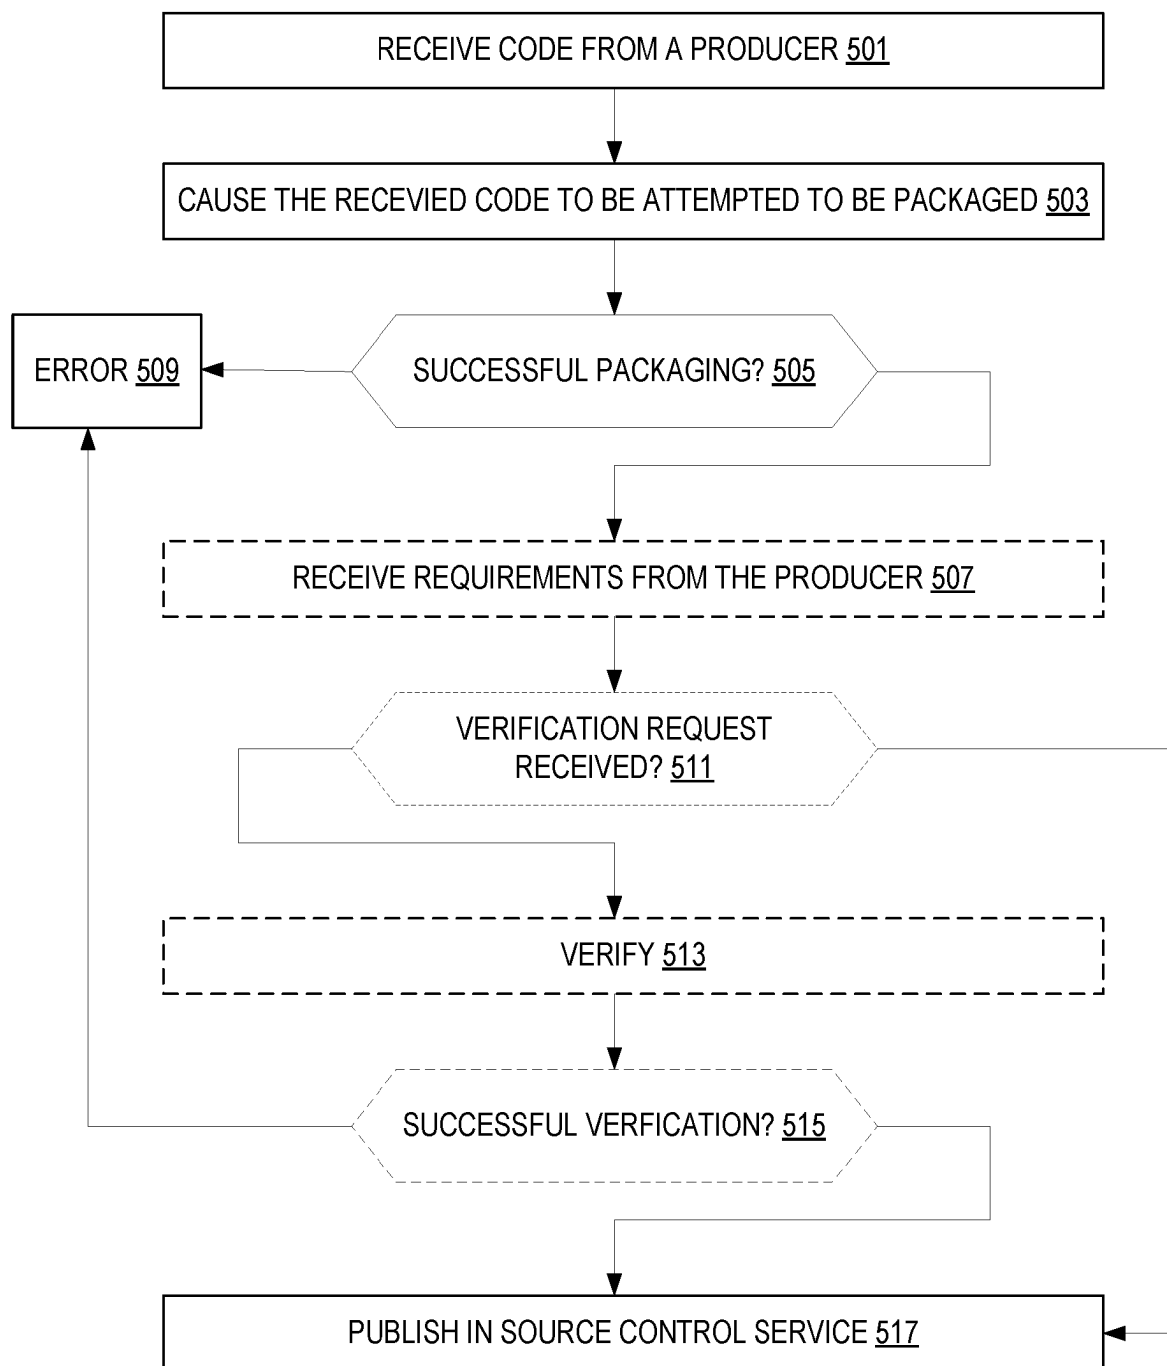 RECEIVE CODE FROM A PRODUCER 501
CAUSE THE RECEVIED CODE TO BE ATTEMPTED TO BE PACKAGED 503
ERROR 509
SUCCESSFUL PACKAGING? 505
RECEIVE REQUIREMENTS FROM THE PRODUCER 507
VERIFICATION REQUEST
RECEIVED? 511
VERIFY 513
SUCCESSFUL VERFICATION? 515
PUBLISH IN SOURCE CONTROL SERVICE 517